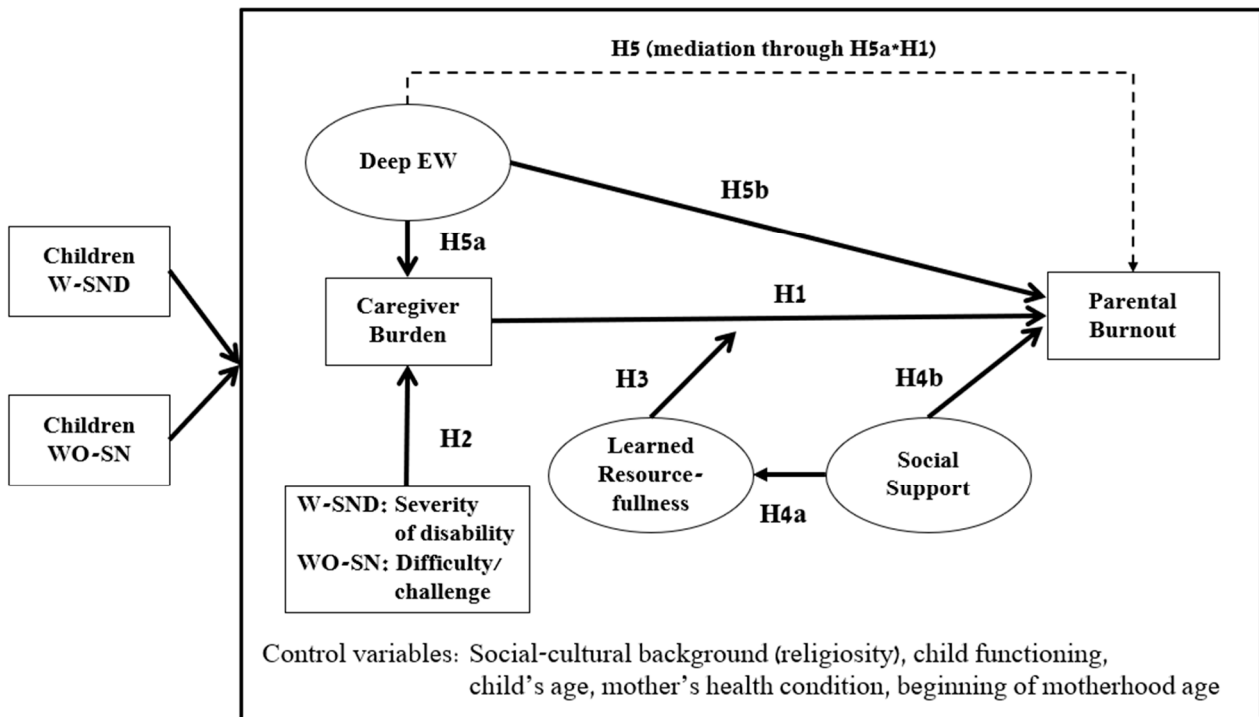 H5 (mediation through H5a*H1)
Deep EW
H5b
H5a
Children
W-SND
Caregiver
Burden
H1
Parental
Burnout
Children
WO-SN
H2
H3
H4b
Learned
Resource-
fullness
Social
Support
H4a
W-SND: Severity
of disability
WO-SN: Difficulty/
challenge
Control variables: Social-cultural background (religiosity), child functioning,
child's age, mother's health condition, beginning of motherhood age